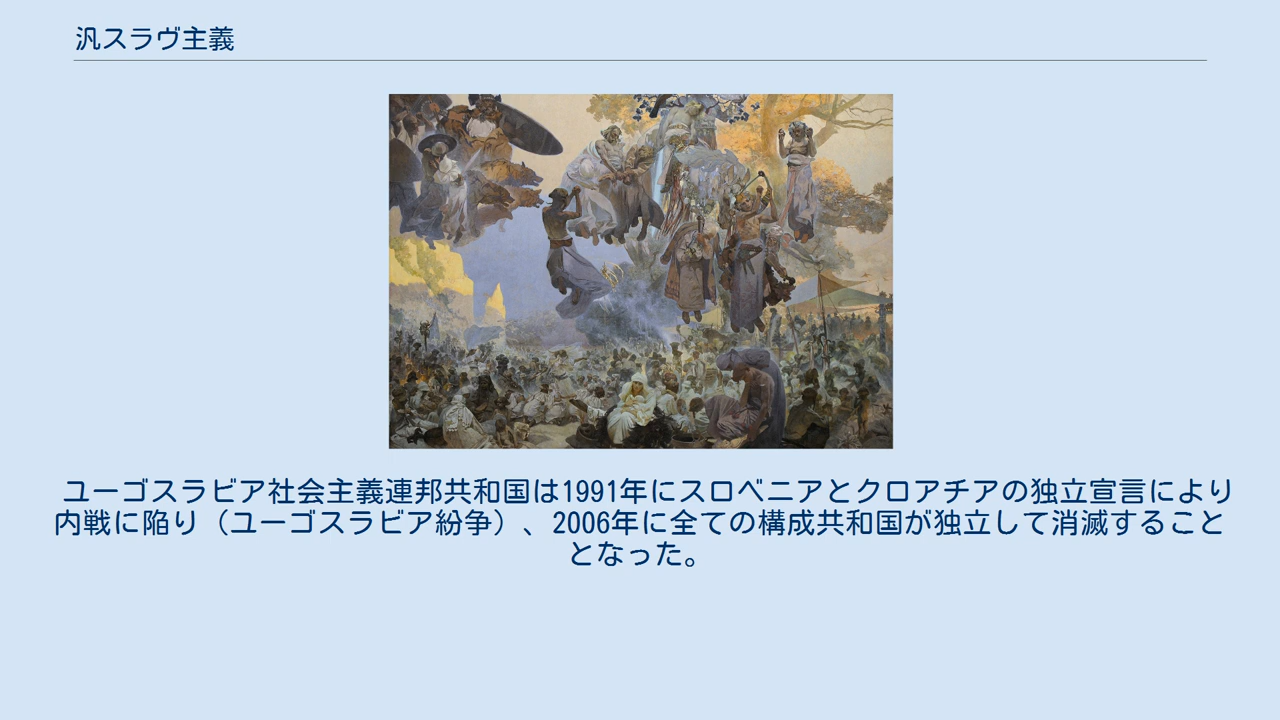 汎スラヴ主義
ユーゴスラビア社会主義連邦共和国は1991年にスロベニアとクロアチアの独立宣言により
内戦に陥り（ユーゴスラビア紛争）、2006年に全ての構成共和国が独立して消滅すること
となった。